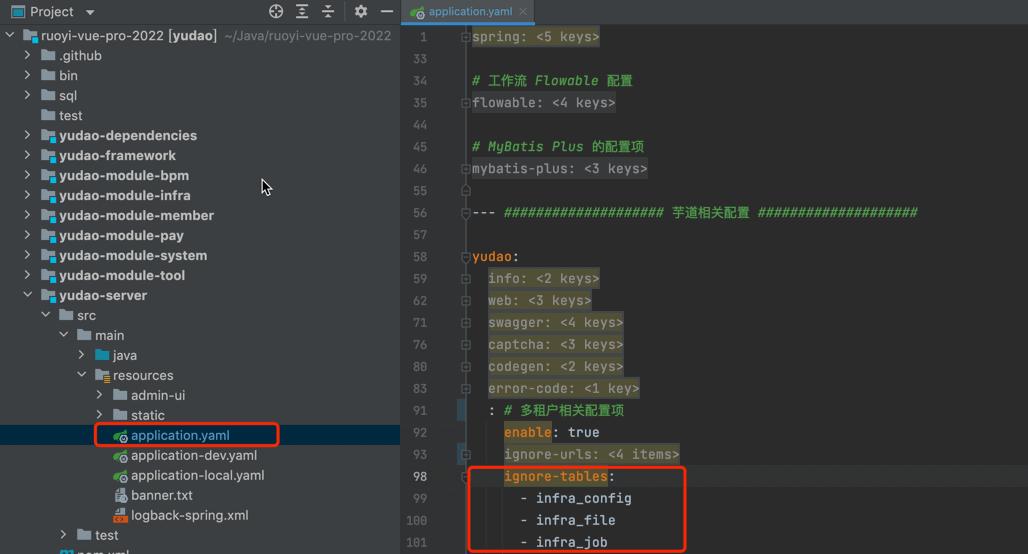 Project
ruoyi-vue-pro-2022 [yudao] ~/Java/ruoyi-vue-pro-2022
.github
bin
sql
test
yudao-dependencies
yudao-framework
yudao-module-bpm
yudao-module-infra
yudao-module-member
yudao-module-pay
yudao-module-system
yudao-module-tool
yudao-server
src
main
java
resources
admin-ui
static
application.yaml
application-dev.yaml
application-local.yaml
banner.txt
logback-spring.xml
test
application.yaml
1 spring: <5 keys>
33
34 # 工作流 Flowable 配置
35 flowable: <4 keys>
44
45 # MyBatis Plus 的配置项
46 mybatis-plus: <3 keys>
55
56 --- #################### 芋道相关配置 ####################
57
58 yudao:
59 info: <2 keys>
62 web: <3 keys>
71 swagger: <4 keys>
76 captcha: <3 keys>
80 codegen: <2 keys>
83 error-code: <1 key>
91 : # 多租户相关配置项
92 enable: true
93 ignore-urls: <4 items>
98 ignore-tables:
99 - infra_config
100 - infra_file
101 - infra_job